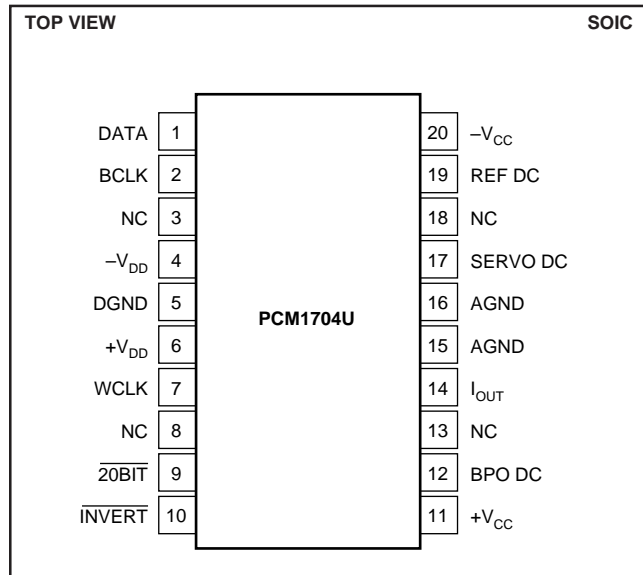 TOP VIEW SOIC
DATA 1 20 –VCC
BCLK 2 19 REF DC
NC 3 18 NC
–VDD 4 17 SERVO DC
DGND 5 16 AGND
PCM1704U
+VDD 6 15 AGND
WCLK 7 14 IOUT
NC 8 13 NC
20BIT 9 12 BPO DC
INVERT 10 11 +VCC